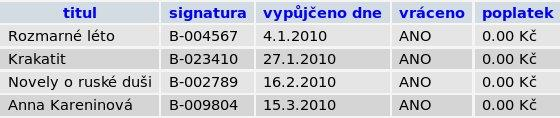 titul signatura vypůjčeno dne vráceno poplatek
Rozmarné léto B-004567 4.1.2010 ANO 0.00 Kč
Krakatit B-023410 27.1.2010 ANO 0.00 Kč
Novely o ruské duši B-002789 16.2.2010 ANO 0.00 Kč
Anna Kareninová B-009804 15.3.2010 ANO 0.00 Kč